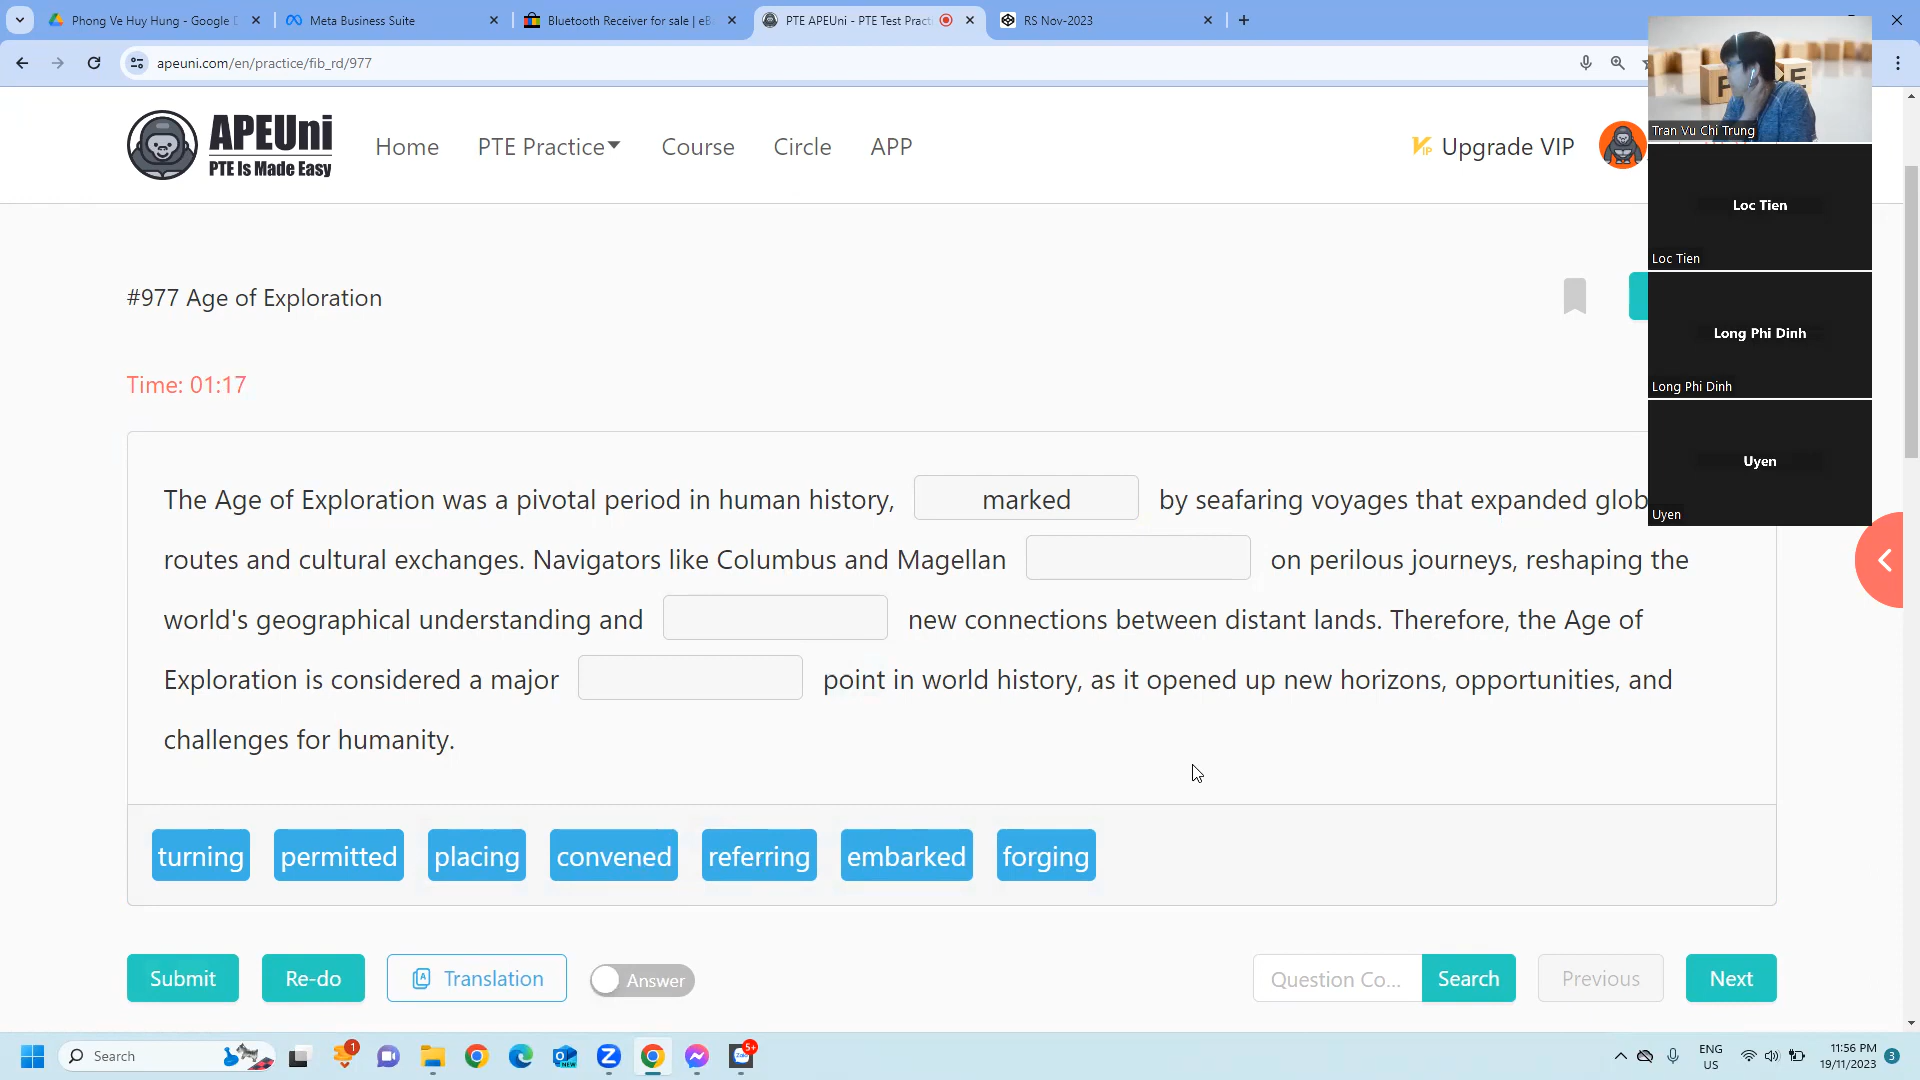 Phong Ve Huy Hung - Google D
Meta Business Suite
Bluetooth Receiver for sale | eB
PTE APEUni - PTE Test Practi
RS Nov-2023
apeuni.com/en/practice/fib_rd/977
APEUni
PTE Is Made Easy
Home
PTE Practice
Course
Circle
APP
VIP
Upgrade VIP
Tran Vu Chi Trung
Loc Tien
Loc Tien
Long Phi Dinh
Long Phi Dinh
Uyen
Uyen
#977 Age of Exploration
Time: 01:17
The Age of Exploration was a pivotal period in human history, marked by seafaring voyages that expanded glob
routes and cultural exchanges. Navigators like Columbus and Magellan on perilous journeys, reshaping the
world's geographical understanding and new connections between distant lands. Therefore, the Age of
Exploration is considered a major point in world history, as it opened up new horizons, opportunities, and
challenges for humanity.
turning permitted placing convened referring embarked forging
Submit
Re-do
Translation
Answer
Question Co...
Search
Previous
Next
Search
1
NEW
Zalo
5+
ENG
US
11:56 PM
19/11/2023
3